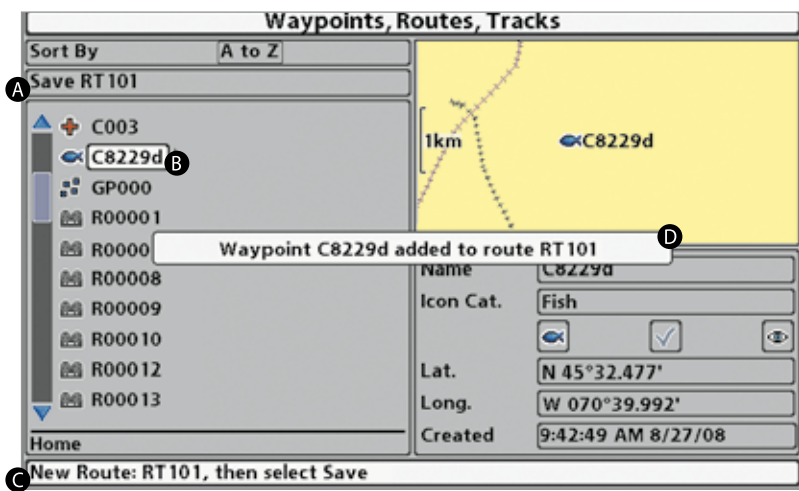 Waypoints, Routes, Tracks
Sort By A to Z
Save RT101
A
C003
C8229d
B
GP000
R00001
R0000
R00008
R00009
R00010
R00012
R00013
Home
1km
C8229d
Waypoint C8229d added to route RT101
D
Name C8229d
Icon Cat. Fish
Lat. N 45°32.477'
Long. W 070°39.992'
Created 9:42:49 AM 8/27/08
C
New Route: RT101, then select Save